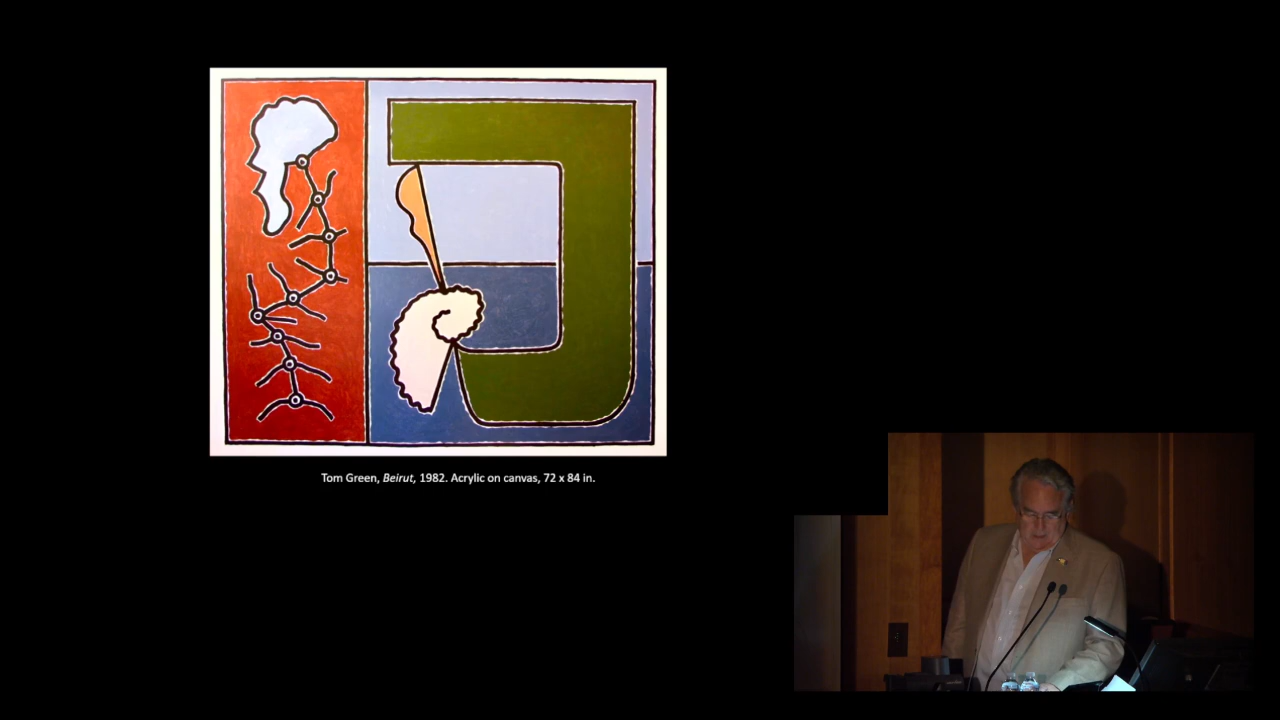 Tom Green, Beirut, 1982. Acrylic on canvas, 72 x 84 in.